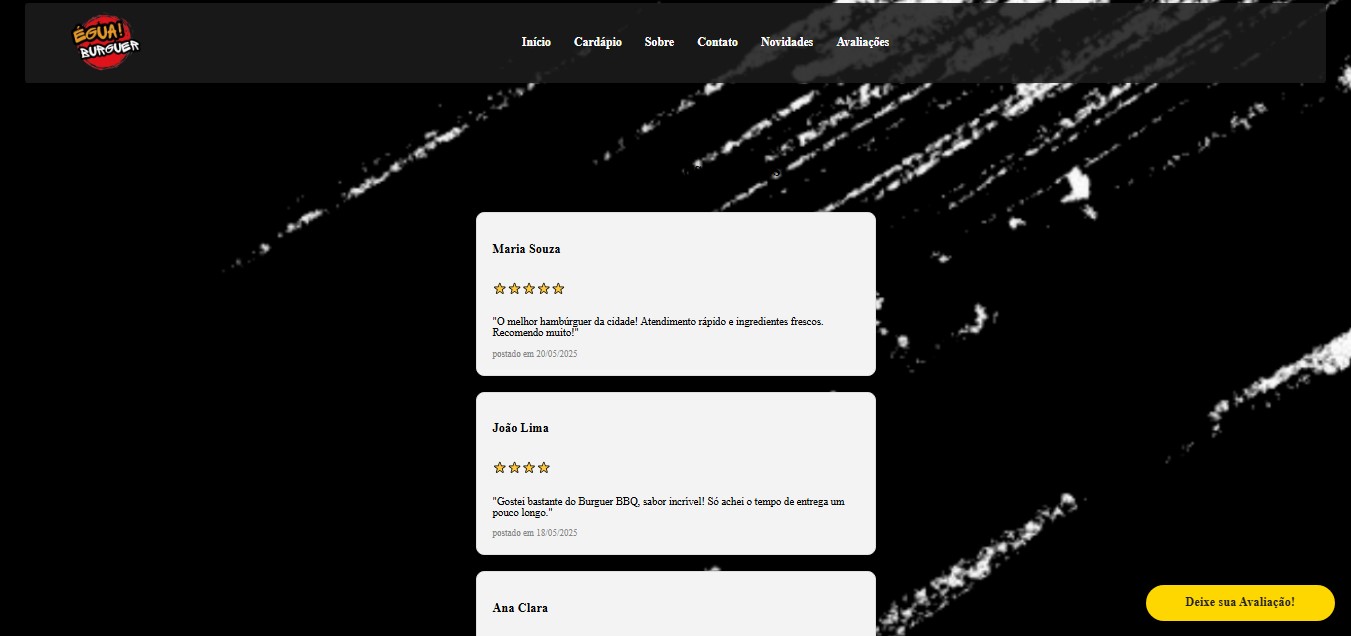 ÉGUA!
BURGUER
Início Cardápio Sobre Contato Novidades Avaliações
Maria Souza
"O melhor hambúrguer da cidade! Atendimento rápido e ingredientes frescos.
Recomendo muito!"
postado em 20/05/2025
João Lima
"Gostei bastante do Burguer BBQ, sabor incrível! Só achei o tempo de entrega um
pouco longo."
postado em 18/05/2025
Ana Clara
Deixe sua Avaliação!